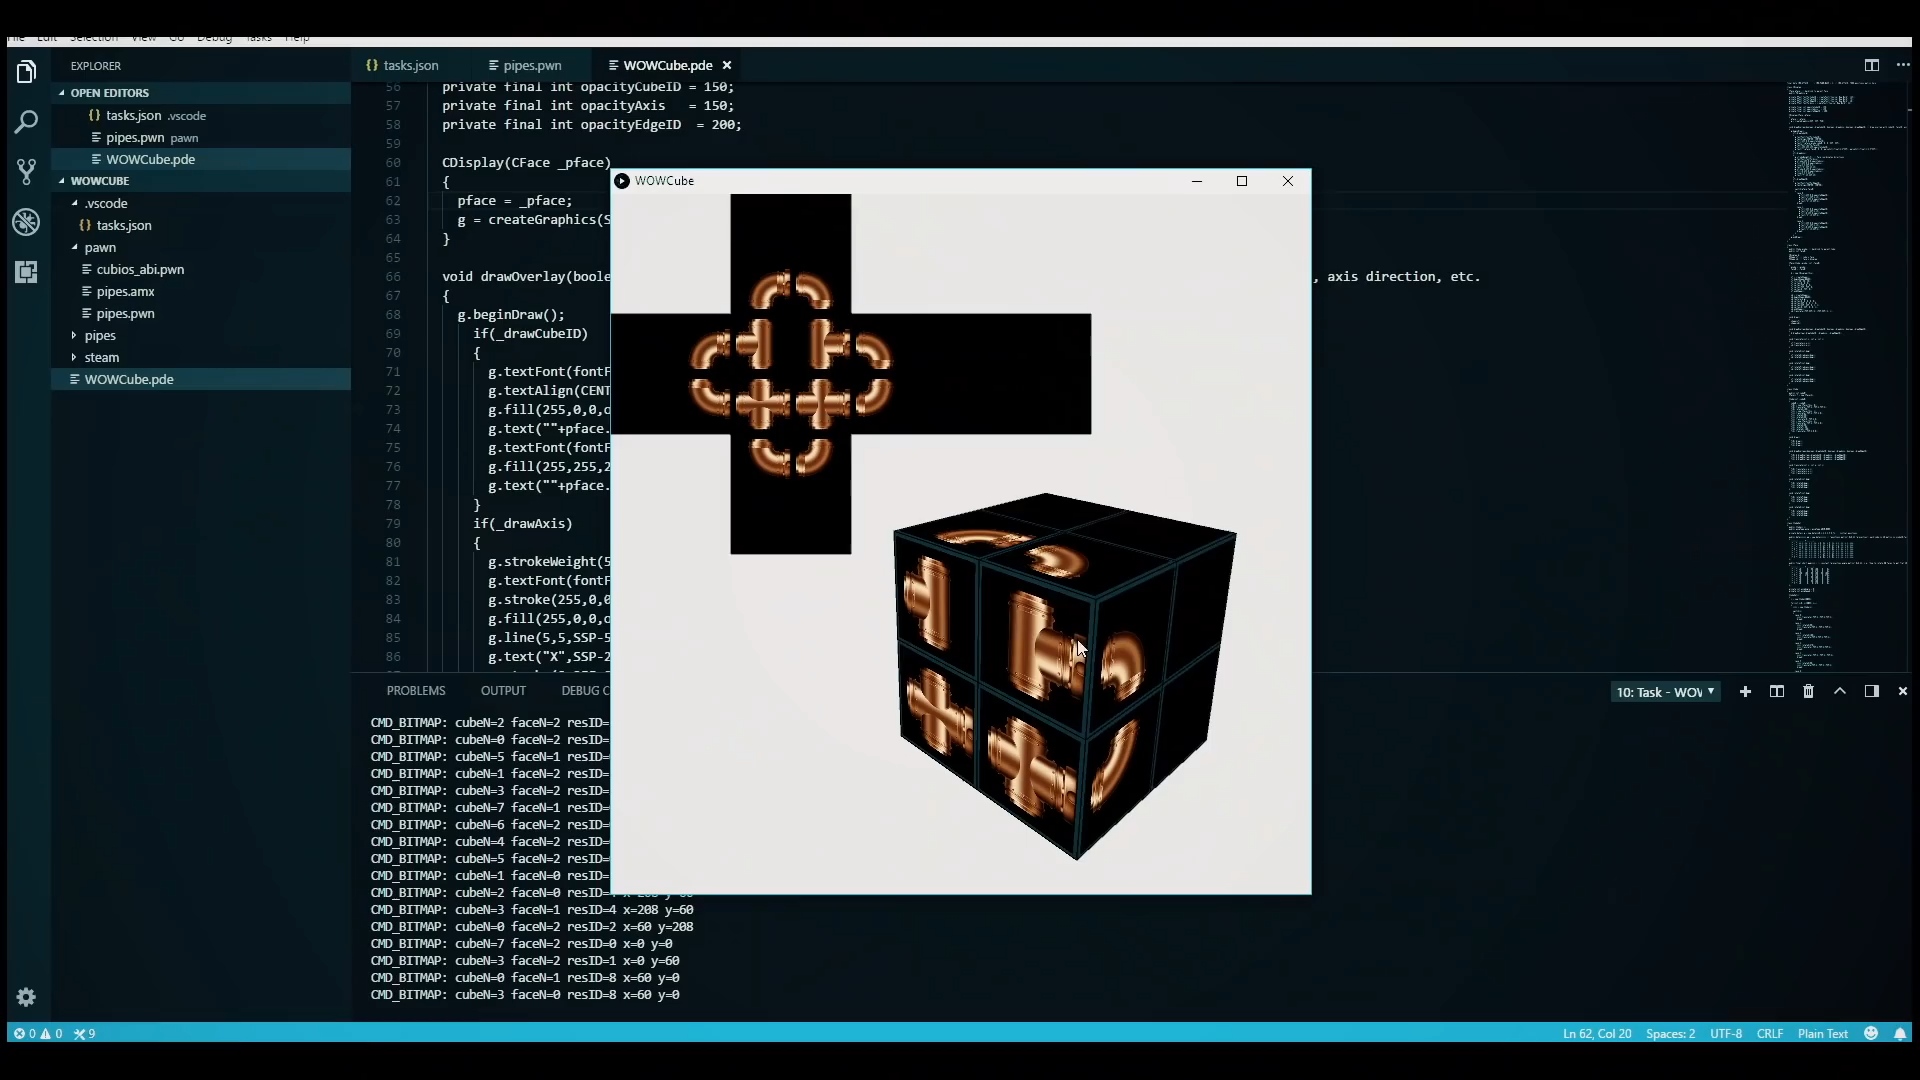 File Edit Selection View Go Debug Tasks Help
EXPLORER
OPEN EDITORS
{} tasks.json .vscode
pipes.pwn pawn
WOWCube.pde
WOWCUBE
.vscode
{} tasks.json
pawn
cubios_abi.pwn
pipes.amx
pipes.pwn
pipes
steam
WOWCube.pde
{} tasks.json
pipes.pwn
WOWCube.pde
56 private final int opacityCubeID = 150;
57 private final int opacityAxis = 150;
58 private final int opacityEdgeID = 200;
59
60 CDisplay(CFace _pface)
61 {
62 pface = _pface;
63 g = createGraphics(S
64 }
65
66 void drawOverlay(boole , axis direction, etc.
67 {
68 g.beginDraw();
69 if(_drawCubeID)
70 {
71 g.textFont(fontF
72 g.textAlign(CENT
73 g.fill(255,0,0,o
74 g.text(""+pface.
75 g.textFont(fontF
76 g.fill(255,255,2
77 g.text(""+pface.
78 }
79 if(_drawAxis)
80 {
81 g.strokeWeight(5
82 g.textFont(fontF
83 g.stroke(255,0,0
84 g.fill(255,0,0,o
85 g.line(5,5,SSP-5
86 g.text("X",SSP-2
WOWCube
PROBLEMS OUTPUT DEBUG C
10: Task - WOV
CMD_BITMAP: cubeN=2 faceN=2 resID=
CMD_BITMAP: cubeN=0 faceN=2 resID=
CMD_BITMAP: cubeN=5 faceN=1 resID=
CMD_BITMAP: cubeN=1 faceN=2 resID=
CMD_BITMAP: cubeN=3 faceN=2 resID=
CMD_BITMAP: cubeN=7 faceN=1 resID=
CMD_BITMAP: cubeN=6 faceN=2 resID=
CMD_BITMAP: cubeN=4 faceN=2 resID=
CMD_BITMAP: cubeN=5 faceN=2 resID=
CMD_BITMAP: cubeN=1 faceN=0 resID=
CMD_BITMAP: cubeN=2 faceN=0 resID=
CMD_BITMAP: cubeN=3 faceN=1 resID=4 x=208 y=60
CMD_BITMAP: cubeN=0 faceN=2 resID=2 x=60 y=208
CMD_BITMAP: cubeN=7 faceN=2 resID=0 x=0 y=0
CMD_BITMAP: cubeN=3 faceN=2 resID=1 x=0 y=60
CMD_BITMAP: cubeN=0 faceN=1 resID=8 x=60 y=0
CMD_BITMAP: cubeN=3 faceN=0 resID=8 x=60 y=0
0 0 9
Ln 62, Col 20 Spaces: 2 UTF-8 CRLF Plain Text